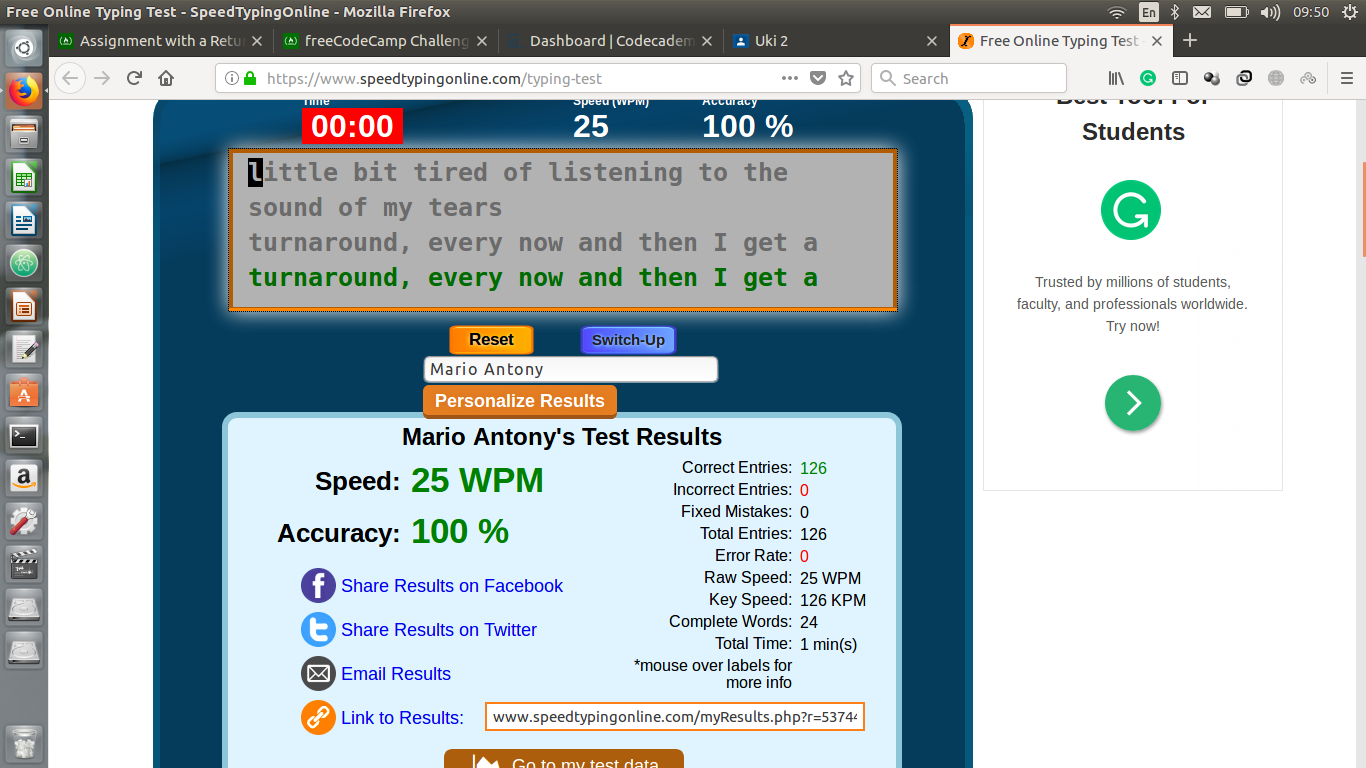 Free Online Typing Test - SpeedTypingOnline - Mozilla Firefox
En
09:50
Assignment with a Retu
freeCodeCamp Challeng
Dashboard | Codecadem
Uki 2
Free Online Typing Test -
https://www.speedtypingonline.com/typing-test
Search
Time
Speed (WPM)
Accuracy
00:00
25
100 %
little bit tired of listening to the
sound of my tears
turnaround, every now and then I get a
turnaround, every now and then I get a
Reset
Switch-Up
Mario Antony
Personalize Results
Mario Antony's Test Results
Speed: 25 WPM
Accuracy: 100 %
Share Results on Facebook
Share Results on Twitter
Email Results
Link to Results:
www.speedtypingonline.com/myResults.php?r=53744
Correct Entries: 126
Incorrect Entries: 0
Fixed Mistakes: 0
Total Entries: 126
Error Rate: 0
Raw Speed: 25 WPM
Key Speed: 126 KPM
Complete Words: 24
Total Time: 1 min(s)
*mouse over labels for
more info
Go to my test data
Best Tool For
Students
Trusted by millions of students,
faculty, and professionals worldwide.
Try now!